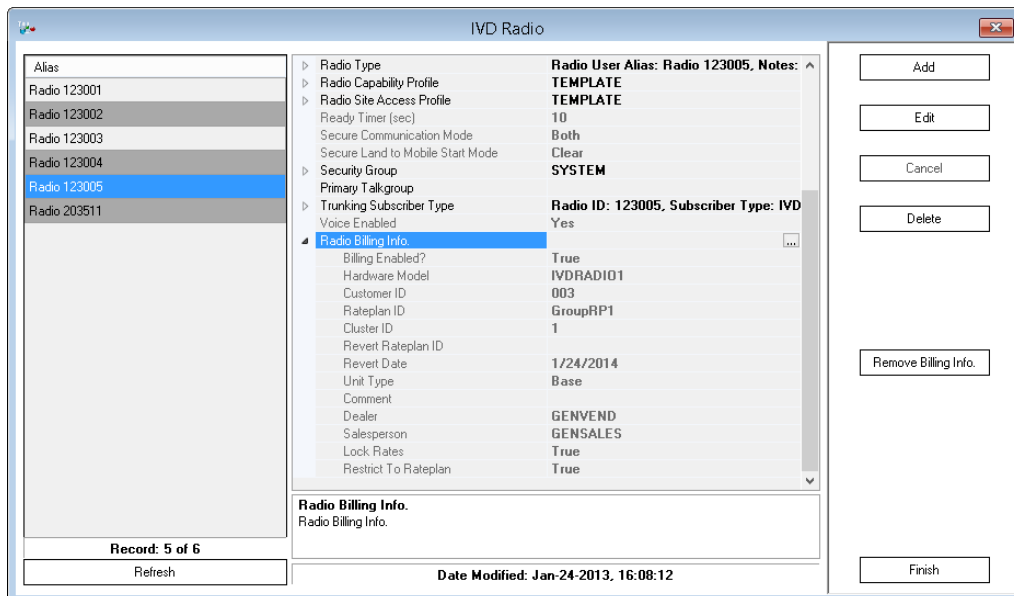 IVD Radio
Alias
Radio 123001
Radio 123002
Radio 123003
Radio 123004
Radio 123005
Radio 203511
Record: 5 of 6
Refresh
Radio Type Radio User Alias: Radio 123005, Notes:
Radio Capability Profile TEMPLATE
Radio Site Access Profile TEMPLATE
Ready Timer (sec) 10
Secure Communication Mode Both
Secure Land to Mobile Start Mode Clear
Security Group SYSTEM
Primary Talkgroup
Trunking Subscriber Type Radio ID: 123005, Subscriber Type: IVD
Voice Enabled Yes
Radio Billing Info. ...
Billing Enabled? True
Hardware Model IVDRADIO1
Customer ID 003
Rateplan ID GroupRP1
Cluster ID 1
Revert Rateplan ID
Revert Date 1/24/2014
Unit Type Base
Comment
Dealer GENVEND
Salesperson GENSALES
Lock Rates True
Restrict To Rateplan True
Radio Billing Info.
Radio Billing Info.
Date Modified: Jan-24-2013, 16:08:12
Add
Edit
Cancel
Delete
Remove Billing Info.
Finish